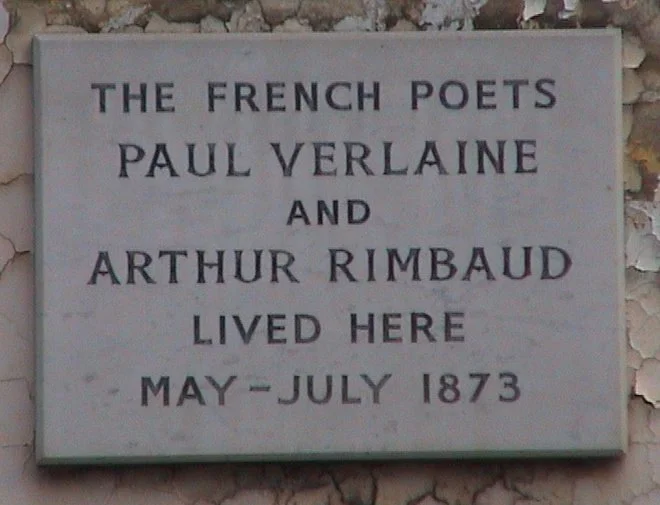 THE FRENCH POETS
PAUL VERLAINE
AND
ARTHUR RIMBAUD
LIVED HERE
MAY-JULY 1873